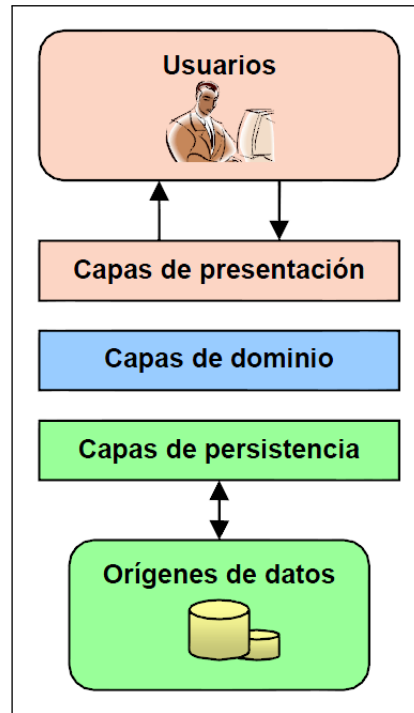 Usuarios
Capas de presentación
Capas de dominio
Capas de persistencia
Orígenes de datos